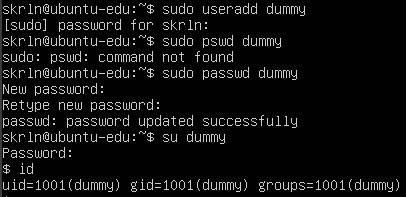 skrln@ubuntu-edu:~$ sudo useradd dummy
[sudo] password for skrln:
skrln@ubuntu-edu:~$ sudo pswd dummy
sudo: pswd: command not found
skrln@ubuntu-edu:~$ sudo passwd dummy
New password:
Retype new password:
passwd: password updated successfully
skrln@ubuntu-edu:~$ su dummy
Password:
$ id
uid=1001(dummy) gid=1001(dummy) groups=1001(dummy)